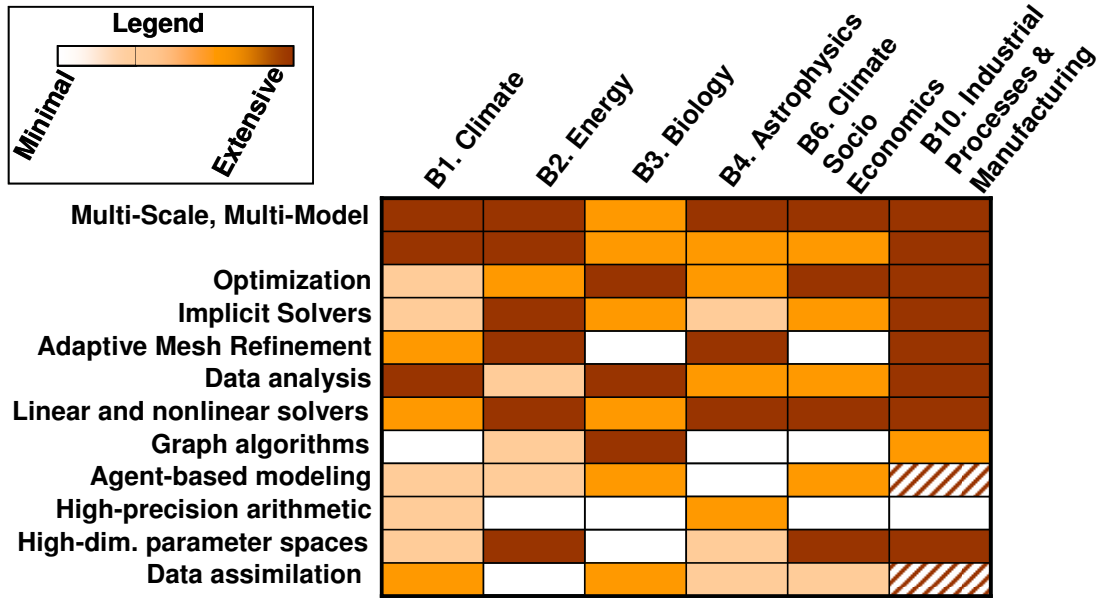 Legend
Minimal
Extensive
B1. Climate
B2. Energy
B3. Biology
B4. Astrophysics
B6. Climate
Socio
Economics
B10. Industrial
Processes &
Manufacturing
Multi-Scale, Multi-Model
Optimization
Implicit Solvers
Adaptive Mesh Refinement
Data analysis
Linear and nonlinear solvers
Graph algorithms
Agent-based modeling
High-precision arithmetic
High-dim. parameter spaces
Data assimilation